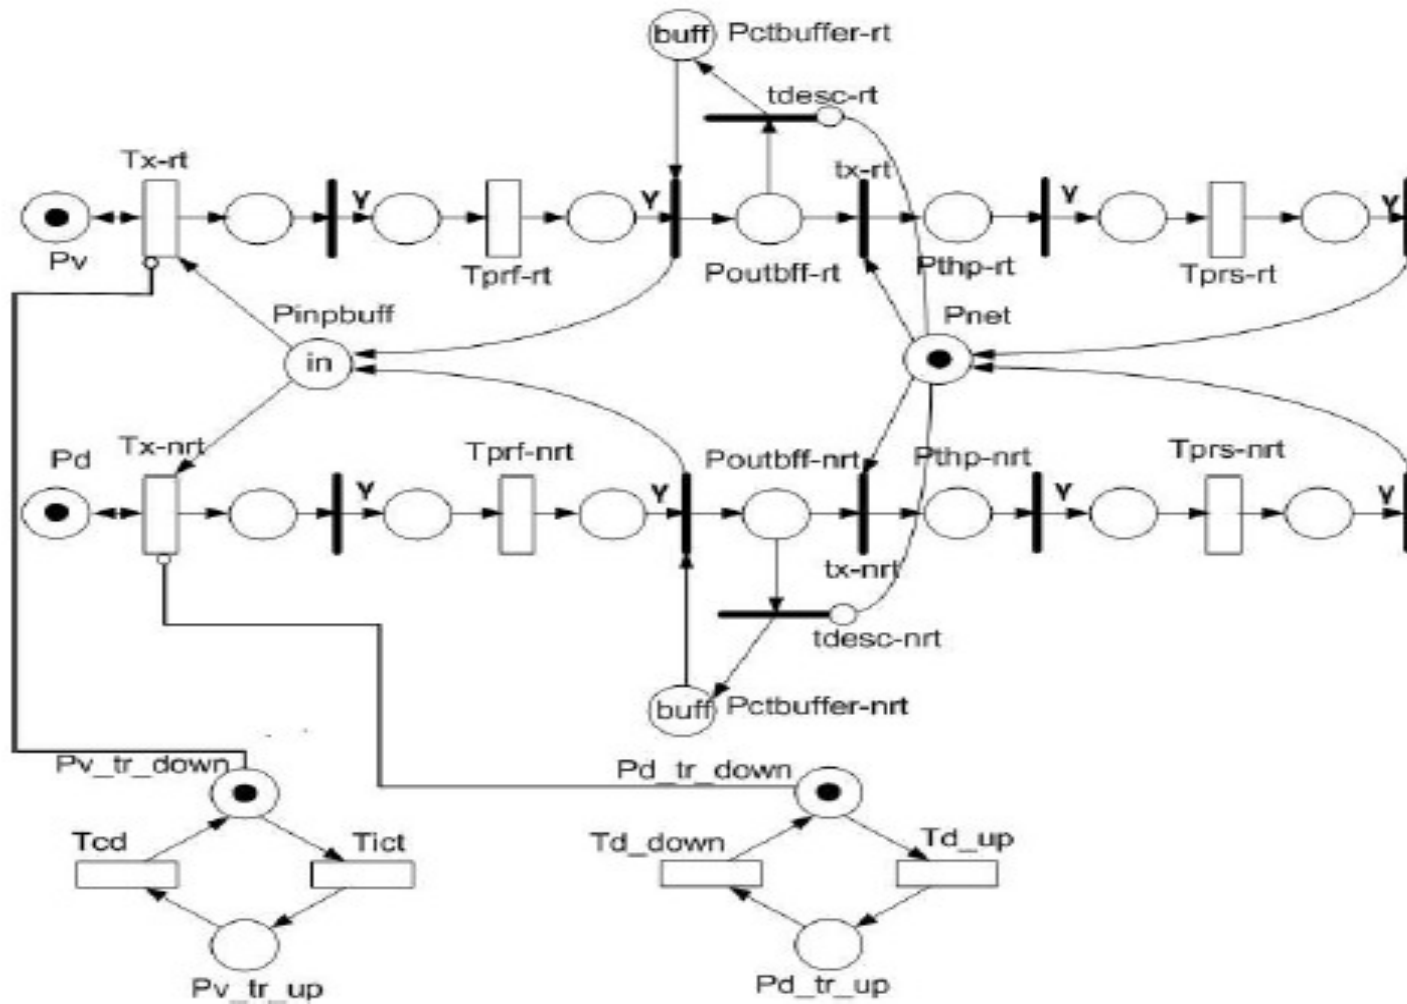 buff Pctbuffer-rt
tdesc-rt
Tx-rt
tx-rt
Y
Y
Y
Y
Pv
Tprf-rt
Poutbff-rt
Pthp-rt
Tprs-rt
Pinpbuff
Pnet
in
Pd
Tx-nrt
Tprf-nrt
Poutbff-nrt
Pthp-nrt
Tprs-nrt
Y
Y
Y
Y
tx-nrt
tdesc-nrt
buff Pctbuffer-nrt
Pv_tr_down
Pd_tr_down
Tcd
Tict
Td_down
Td_up
Pv_tr_up
Pd_tr_up